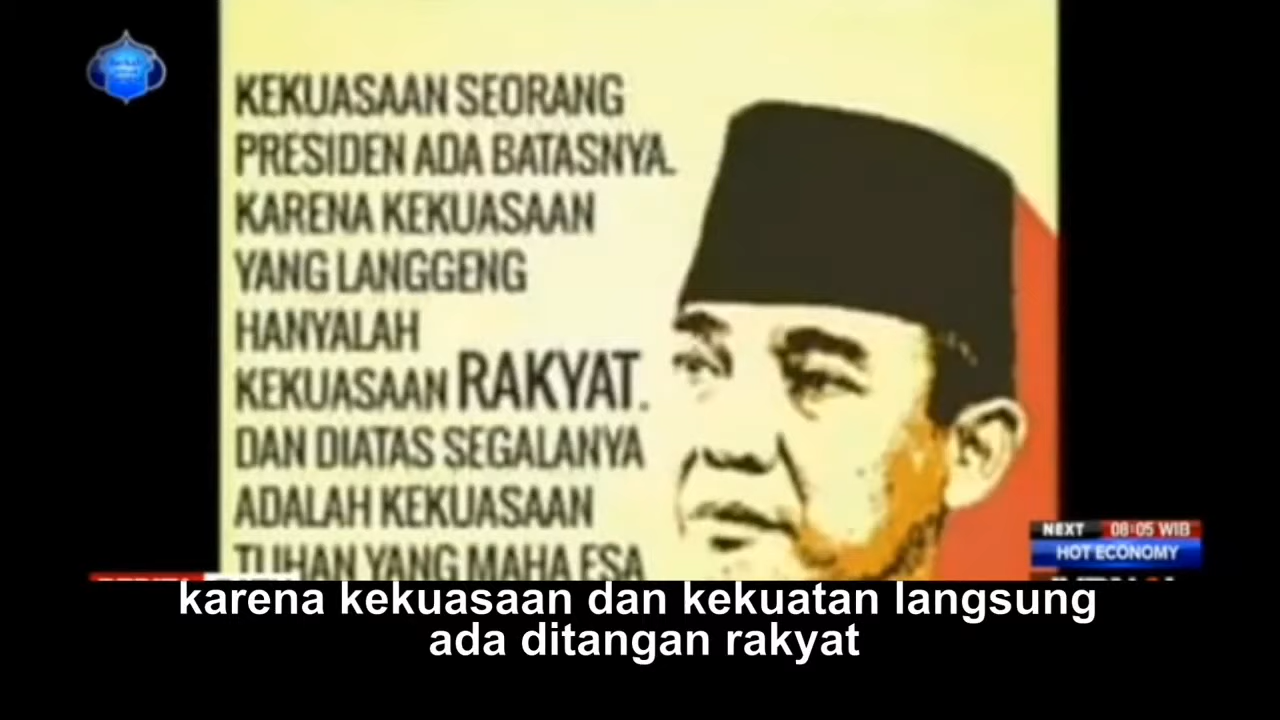 KEKUASAAN SEORANG
PRESIDEN ADA BATASNYA.
KARENA KEKUASAAN
YANG LANGGENG
HANYALAH
KEKUASAAN RAKYAT.
DAN DIATAS SEGALANYA
ADALAH KEKUASAAN
TUHAN YANG MAHA ESA
NEXT 08:05 WIB
HOT ECONOMY
karena kekuasaan dan kekuatan langsung
ada ditangan rakyat